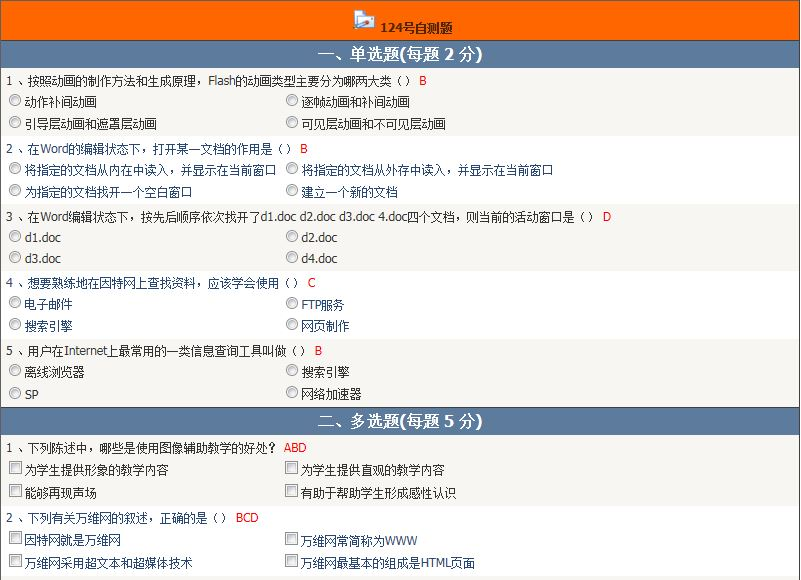 124号自测题
一、单选题(每题 2 分)
1 、按照动画的制作方法和生成原理，Flash的动画类型主要分为哪两大类（ ） B
动作补间动画 逐帧动画和补间动画
引导层动画和遮罩层动画 可见层动画和不可见层动画
2 、在Word的编辑状态下，打开某一文档的作用是（ ） B
将指定的文档从内在中读入，并显示在当前窗口 将指定的文档从外存中读入，并显示在当前窗口
为指定的文档找开一个空白窗口 建立一个新的文档
3 、在Word编辑状态下，按先后顺序依次找开了d1.doc d2.doc d3.doc 4.doc四个文档，则当前的活动窗口是（ ） D
d1.doc d2.doc
d3.doc d4.doc
4 、想要熟练地在因特网上查找资料，应该学会使用（ ） C
电子邮件 FTP服务
搜索引擎 网页制作
5 、用户在Internet上最常用的一类信息查询工具叫做（ ） B
离线浏览器 搜索引擎
SP 网络加速器
二、多选题(每题 5 分)
1 、下列陈述中，哪些是使用图像辅助教学的好处？ ABD
为学生提供形象的教学内容 为学生提供直观的教学内容
能够再现声场 有助于帮助学生形成感性认识
2 、下列有关万维网的叙述，正确的是（ ） BCD
因特网就是万维网 万维网常简称为WWW
万维网采用超文本和超媒体技术 万维网最基本的组成是HTML页面